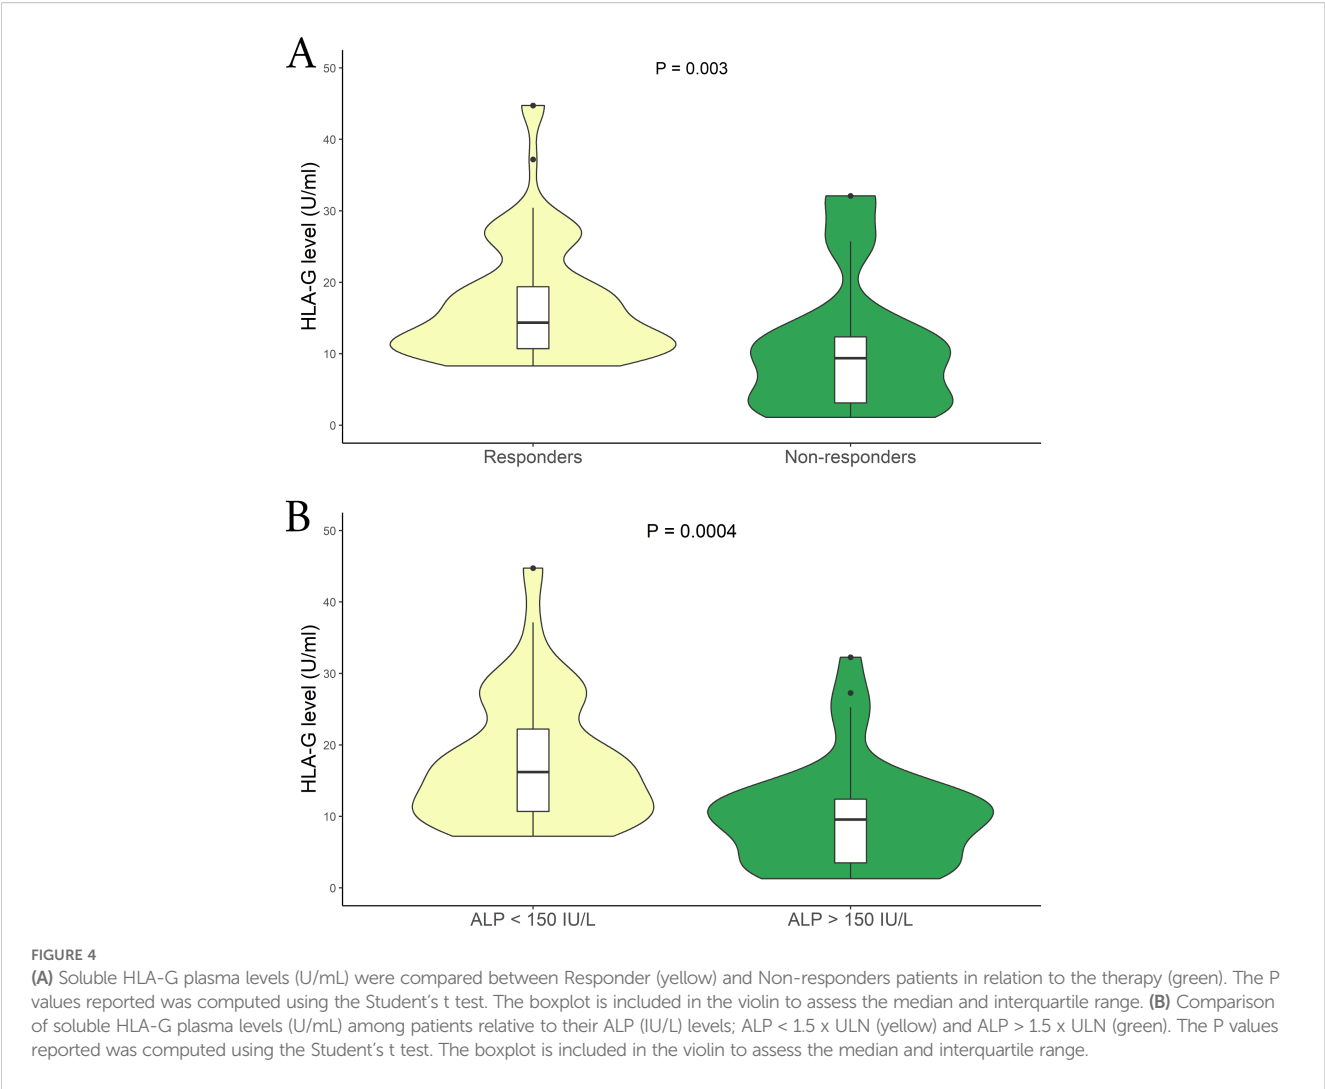 A
P = 0.003
50
40
30
20
10
0
HLA-G level (U/ml)
Responders
Non-responders
B
P = 0.0004
50
40
30
20
10
0
HLA-G level (U/ml)
ALP < 150 IU/L
ALP > 150 IU/L
FIGURE 4
(A) Soluble HLA-G plasma levels (U/mL) were compared between Responder (yellow) and Non-responders patients in relation to the therapy (green). The P
values reported was computed using the Student's t test. The boxplot is included in the violin to assess the median and interquartile range. (B) Comparison
of soluble HLA-G plasma levels (U/mL) among patients relative to their ALP (IU/L) levels; ALP < 1.5 x ULN (yellow) and ALP > 1.5 x ULN (green). The P values
reported was computed using the Student's t test. The boxplot is included in the violin to assess the median and interquartile range.